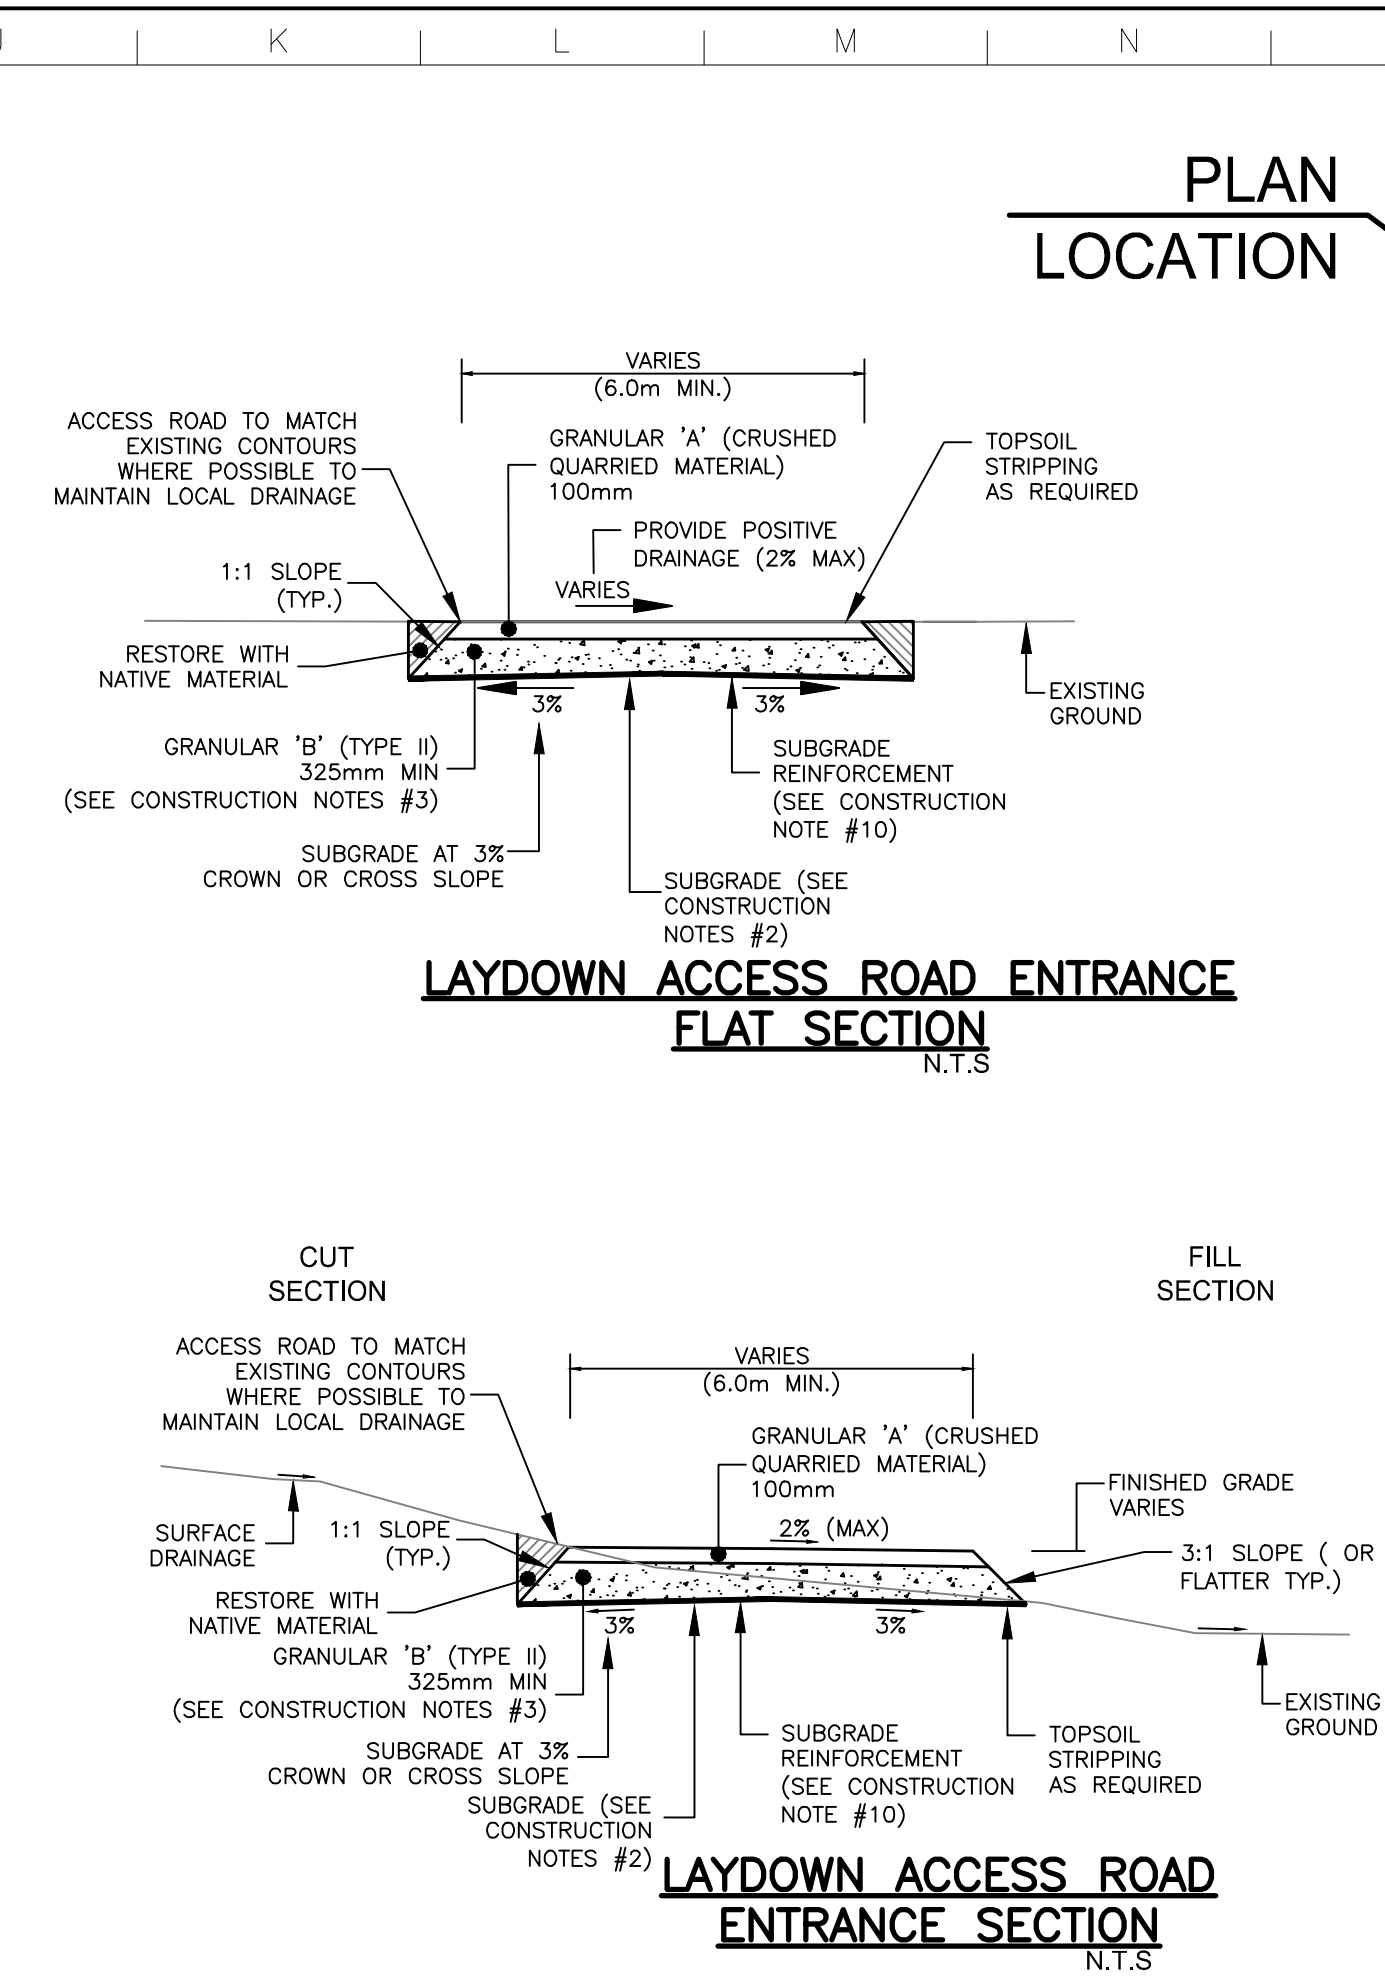 K
L
M
N
PLAN
LOCATION
VARIES
(6.0m MIN.)
ACCESS ROAD TO MATCH
EXISTING CONTOURS
WHERE POSSIBLE TO
MAINTAIN LOCAL DRAINAGE
GRANULAR 'A' (CRUSHED
QUARRIED MATERIAL)
100mm
TOPSOIL
STRIPPING
AS REQUIRED
PROVIDE POSITIVE
DRAINAGE (2% MAX)
VARIES
1:1 SLOPE
(TYP.)
RESTORE WITH
NATIVE MATERIAL
3%
3%
EXISTING
GROUND
GRANULAR 'B' (TYPE II)
325mm MIN
(SEE CONSTRUCTION NOTES #3)
SUBGRADE
REINFORCEMENT
(SEE CONSTRUCTION
NOTE #10)
SUBGRADE AT 3%
CROWN OR CROSS SLOPE
SUBGRADE (SEE
CONSTRUCTION
NOTES #2)
LAYDOWN ACCESS ROAD ENTRANCE
FLAT SECTION
N.T.S
CUT
SECTION
FILL
SECTION
ACCESS ROAD TO MATCH
EXISTING CONTOURS
WHERE POSSIBLE TO
MAINTAIN LOCAL DRAINAGE
VARIES
(6.0m MIN.)
GRANULAR 'A' (CRUSHED
QUARRIED MATERIAL)
100mm
FINISHED GRADE
VARIES
2% (MAX)
SURFACE
DRAINAGE
1:1 SLOPE
(TYP.)
3:1 SLOPE ( OR
FLATTER TYP.)
RESTORE WITH
NATIVE MATERIAL
3%
3%
GRANULAR 'B' (TYPE II)
325mm MIN
(SEE CONSTRUCTION NOTES #3)
EXISTING
GROUND
SUBGRADE AT 3%
CROWN OR CROSS SLOPE
SUBGRADE
REINFORCEMENT
(SEE CONSTRUCTION
NOTE #10)
TOPSOIL
STRIPPING
AS REQUIRED
SUBGRADE (SEE
CONSTRUCTION
NOTES #2)
LAYDOWN ACCESS ROAD
ENTRANCE SECTION
N.T.S